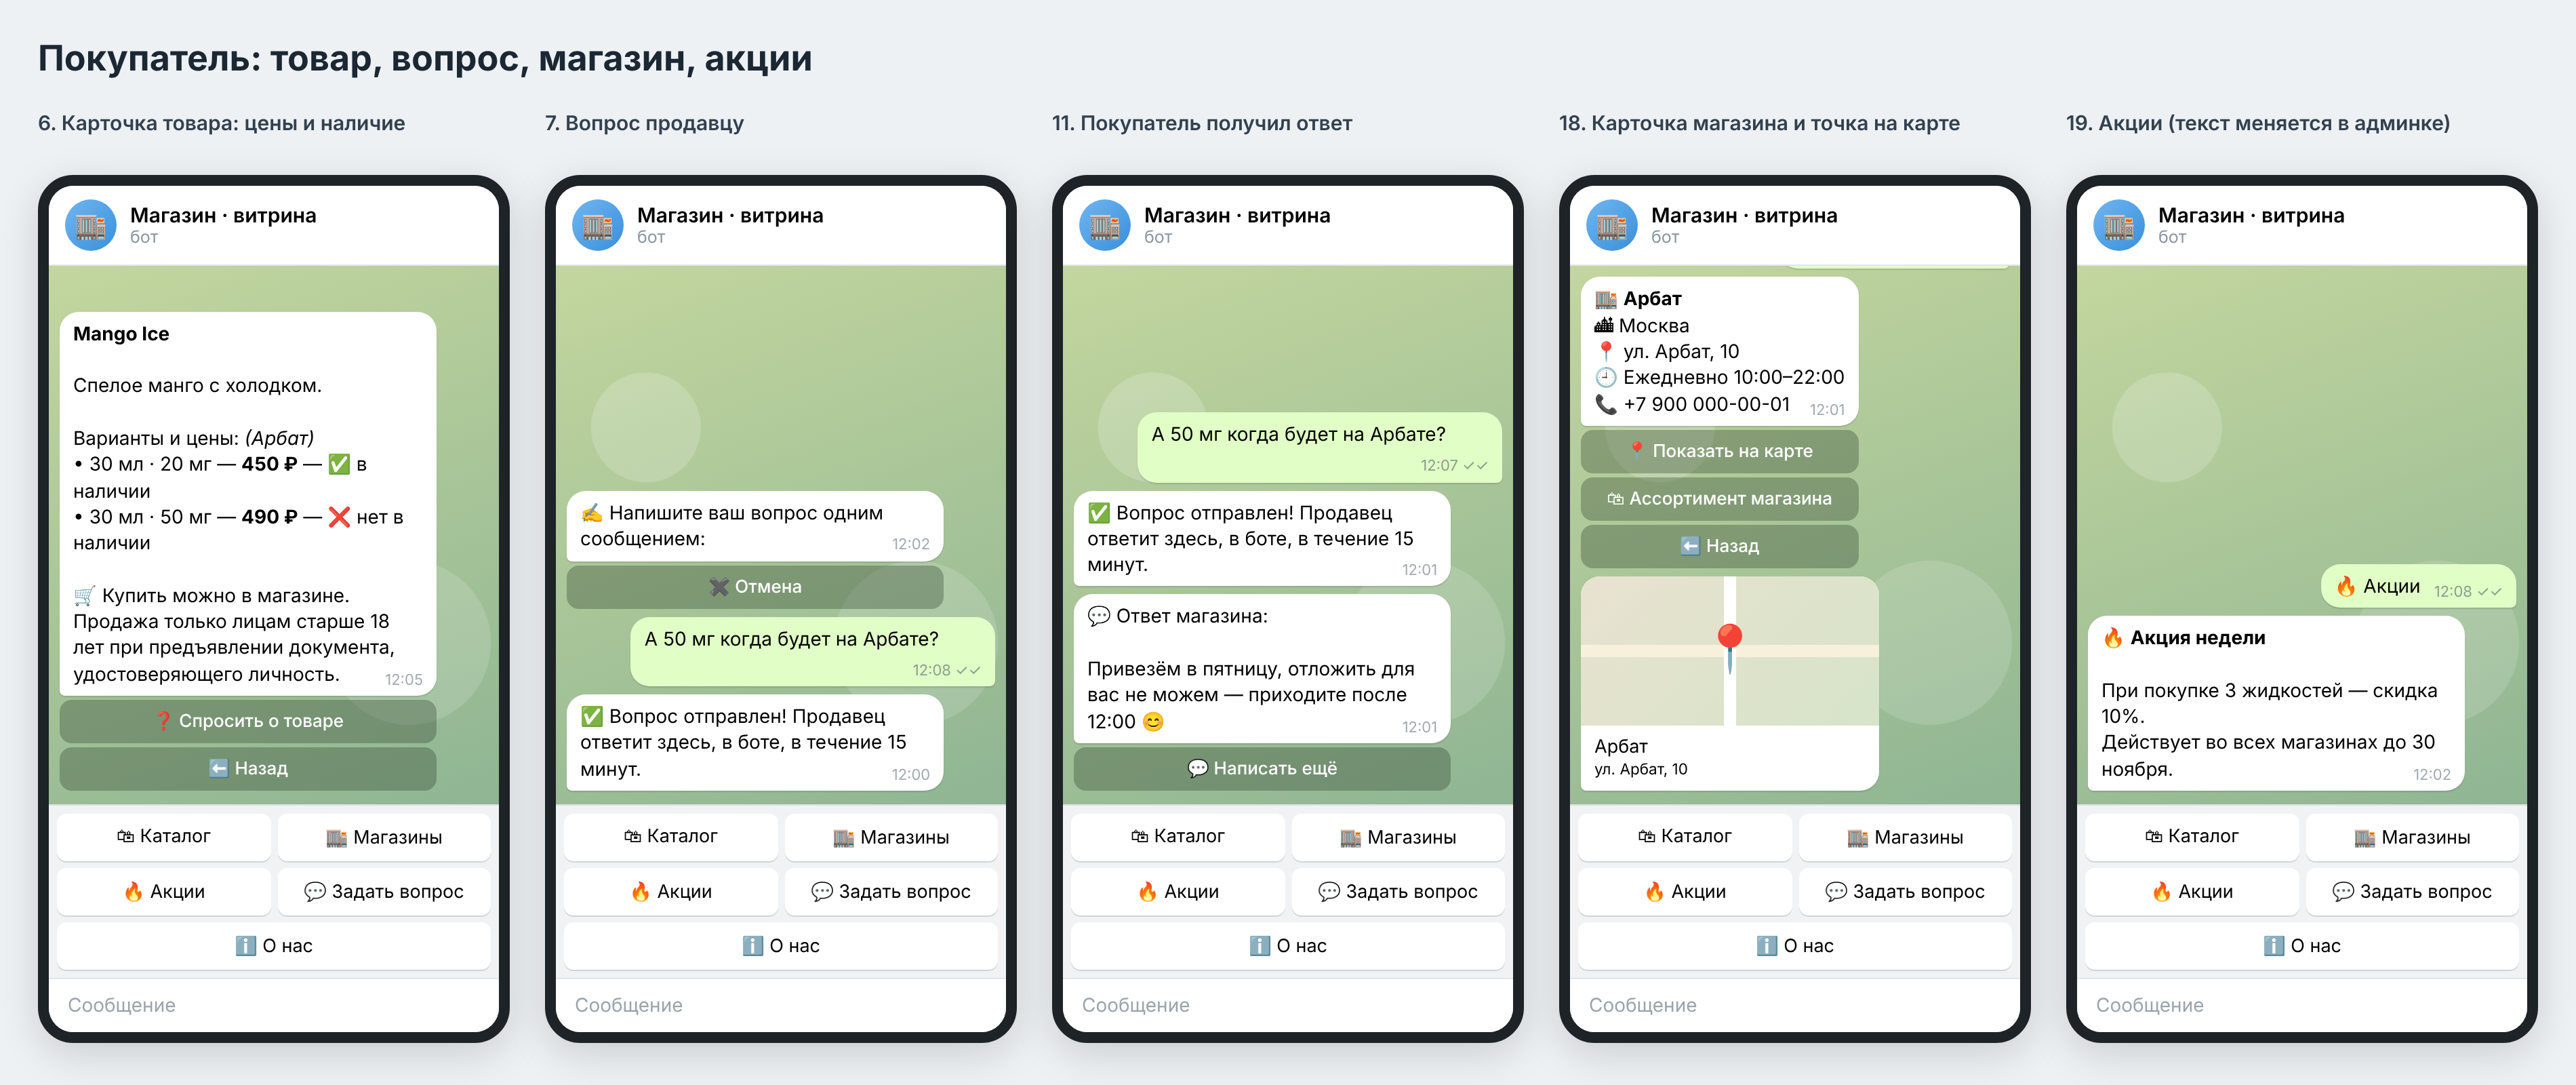 Покупатель: товар, вопрос, магазин, акции
6. Карточка товара: цены и наличие
Магазин · витрина
бот
Mango Ice
Спелое манго с холодком.
Варианты и цены: (Арбат)
• 30 мл · 20 мг — 450 ₽ — ✅ в
наличии
• 30 мл · 50 мг — 490 ₽ — ❌ нет в
наличии
🛒 Купить можно в магазине.
Продажа только лицам старше 18
лет при предъявлении документа,
удостоверяющего личность. 12:05
❓ Спросить о товаре
⬅️ Назад
🛍 Каталог
🏬 Магазины
🔥 Акции
💬 Задать вопрос
ℹ️ О нас
Сообщение
7. Вопрос продавцу
Магазин · витрина
бот
✍️ Напишите ваш вопрос одним
сообщением: 12:02
✖️ Отмена
А 50 мг когда будет на Арбате?
12:08 ✓✓
✅ Вопрос отправлен! Продавец
ответит здесь, в боте, в течение 15
минут. 12:00
🛍 Каталог
🏬 Магазины
🔥 Акции
💬 Задать вопрос
ℹ️ О нас
Сообщение
11. Покупатель получил ответ
Магазин · витрина
бот
А 50 мг когда будет на Арбате?
12:07 ✓✓
✅ Вопрос отправлен! Продавец
ответит здесь, в боте, в течение 15
минут. 12:01
💬 Ответ магазина:
Привезём в пятницу, отложить для
вас не можем — приходите после
12:00 😊 12:01
💬 Написать ещё
🛍 Каталог
🏬 Магазины
🔥 Акции
💬 Задать вопрос
ℹ️ О нас
Сообщение
18. Карточка магазина и точка на карте
Магазин · витрина
бот
🏬 Арбат
🏙 Москва
📍 ул. Арбат, 10
🕘 Ежедневно 10:00–22:00
📞 +7 900 000-00-01 12:01
📍 Показать на карте
🛍 Ассортимент магазина
⬅️ Назад
Арбат
ул. Арбат, 10
🛍 Каталог
🏬 Магазины
🔥 Акции
💬 Задать вопрос
ℹ️ О нас
Сообщение
19. Акции (текст меняется в админке)
Магазин · витрина
бот
🔥 Акции 12:08 ✓✓
🔥 Акция недели
При покупке 3 жидкостей — скидка
10%.
Действует во всех магазинах до 30
ноября. 12:02
🛍 Каталог
🏬 Магазины
🔥 Акции
💬 Задать вопрос
ℹ️ О нас
Сообщение